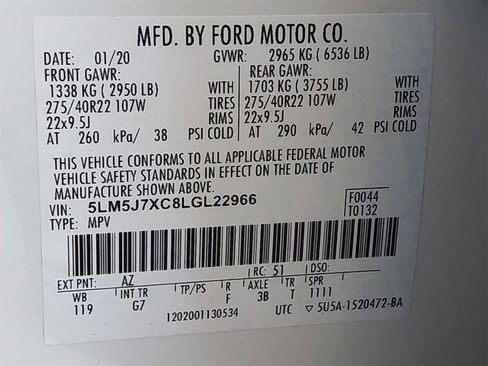 MFD. BY FORD MOTOR CO.
DATE: 01/20 GVWR: 2965 KG (6536 LB)
FRONT GAWR: REAR GAWR:
1338 KG (2950 LB) WITH 1703 KG (3755 LB) WITH
275/40R22 107W TIRES 275/40R22 107W TIRES
22x9.5J RIMS 22x9.5J RIMS
AT 260 kPa/ 38 PSI COLD AT 290 kPa/ 42 PSI COLD
THIS VEHICLE CONFORMS TO ALL APPLICABLE FEDERAL MOTOR
VEHICLE SAFETY STANDARDS IN EFFECT ON THE DATE OF
MANUFACTURE SHOWN ABOVE.
VIN: 5LM5J7XC8LGL22966 F0044
TYPE: MPV T0132
EXT PNT: AZ RC: 51 DSO:
WB INT TR TP/PS R AXLE TR SPR
119 G7 F 3B T 1111
1202001130534 UTC ▽ 5U5A-1520472-BA